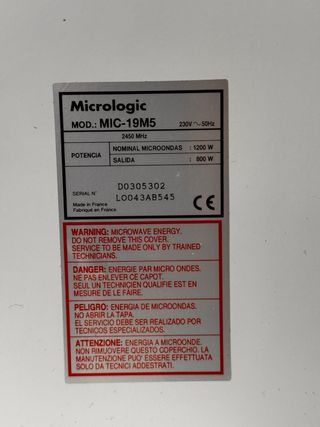 Micrologic
MOD.: MIC-19M5 230V ~ 50Hz
2450 MHz
POTENCIA
NOMINAL MICROONDAS : 1200 W
SALIDA : 800 W
SERIAL N° D0305302
LO043AB545
Made in France
Fabriqué en France
CE
WARNING: MICROWAVE ENERGY.
DO NOT REMOVE THIS COVER.
SERVICE TO BE MADE ONLY BY TRAINED
TECHNICIANS.
DANGER: ENERGIE PAR MICRO ONDES.
NE PAS ENLEVER CE CAPOT.
SEUL UN TECHNICIEN QUALIFIE EST EN
MESURE DE LE FAIRE.
PELIGRO: ENERGIA DE MICROONDAS.
NO ABRIR LA TAPA.
EL SERVICIO DEBE SER REALIZADO POR
TECNICOS ESPECIALIZADOS.
ATTENZIONE: ENERGIA A MICROONDE.
NON RIMUOVERE QUESTO COPERCHIO. LA
MANUTENZIONE PUO' ESSERE EFFETTUATA
SOLO DA TECNICI ADDESTRATI.